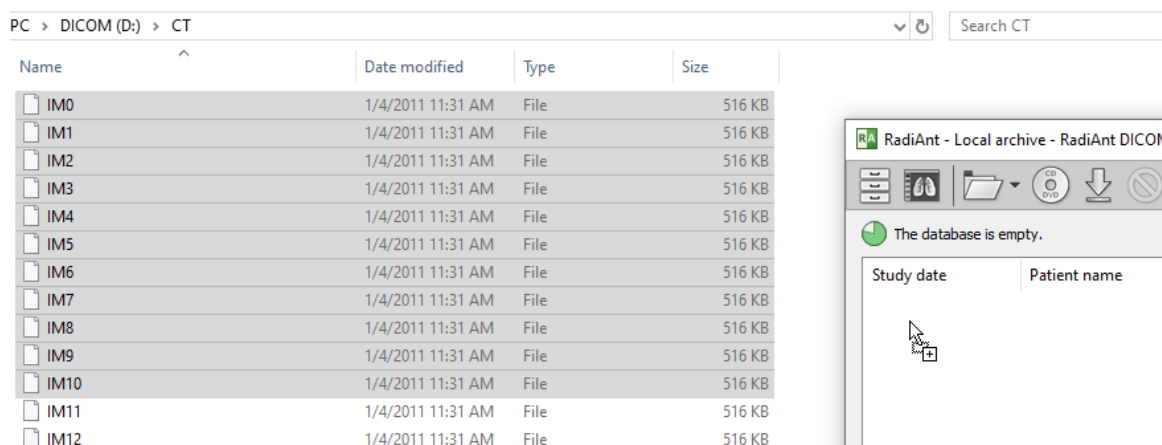 PC > DICOM (D:) > CT
Search CT
Name Date modified Type Size
IM0 1/4/2011 11:31 AM File 516 KB
IM1 1/4/2011 11:31 AM File 516 KB
IM2 1/4/2011 11:31 AM File 516 KB
IM3 1/4/2011 11:31 AM File 516 KB
IM4 1/4/2011 11:31 AM File 516 KB
IM5 1/4/2011 11:31 AM File 516 KB
IM6 1/4/2011 11:31 AM File 516 KB
IM7 1/4/2011 11:31 AM File 516 KB
IM8 1/4/2011 11:31 AM File 516 KB
IM9 1/4/2011 11:31 AM File 516 KB
IM10 1/4/2011 11:31 AM File 516 KB
IM11 1/4/2011 11:31 AM File 516 KB
IM12 1/4/2011 11:31 AM File 516 KB
RA RadiAnt - Local archive - RadiAnt DICOM
CD
DVD
The database is empty.
Study date Patient name